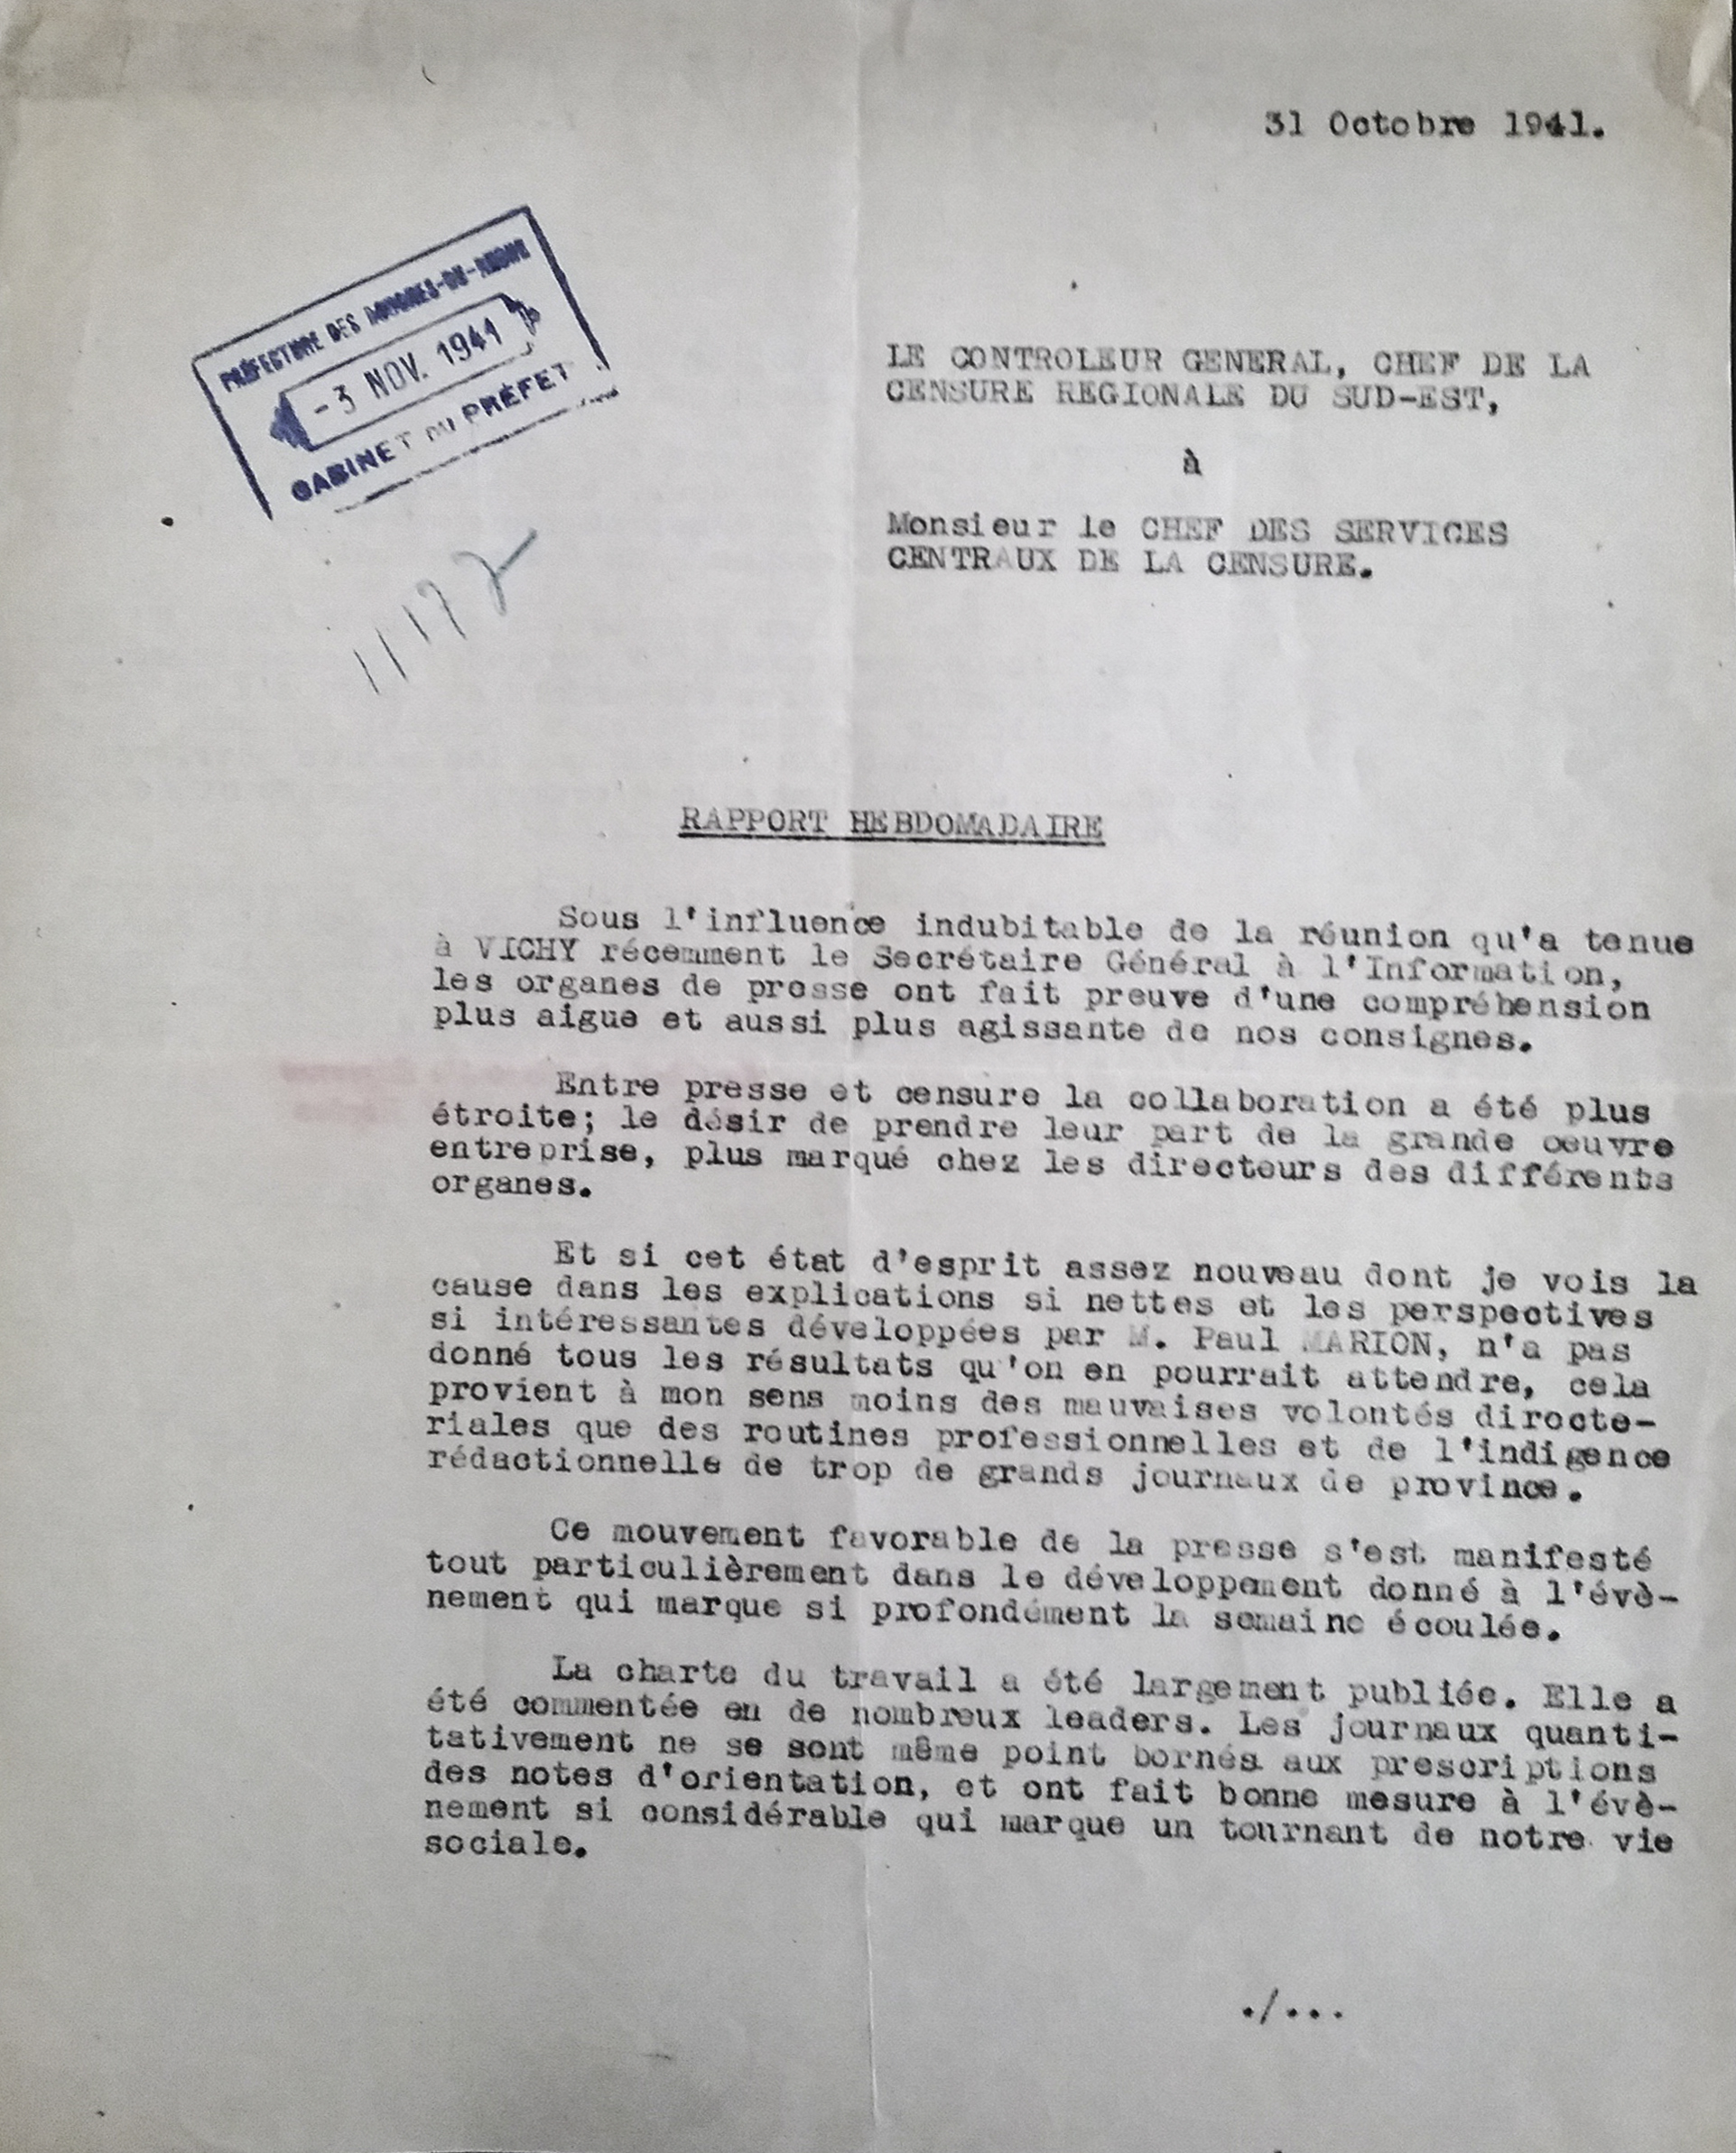 31 Octobre 1941.
PRÉFECTURE DES BOUCHES-DU-RHÔNE
-3 NOV. 1941
GABINET DU PRÉFET
1177
LE CONTROLEUR GENERAL, CHEF DE LA
CENSURE REGIONALE DU SUD-EST,
à
Monsieur le CHEF DES SERVICES
CENTRAUX DE LA CENSURE.
RAPPORT HEBDOMADAIRE
Sous l'influence indubitable de la réunion qu'a tenue
à VICHY récemment le Secrétaire Général à l'Information,
les organes de presse ont fait preuve d'une compréhension
plus aigue et aussi plus agissante de nos consignes.
Entre presse et censure la collaboration a été plus
étroite; le désir de prendre leur part de la grande oeuvre
entreprise, plus marqué chez les directeurs des différents
organes.
Et si cet état d'esprit assez nouveau dont je vois la
cause dans les explications si nettes et les perspectives
si intéressantes développées par M. Paul MARION, n'a pas
donné tous les résultats qu'on en pourrait attendre, cela
provient à mon sens moins des mauvaises volontés directo-
riales que des routines professionnelles et de l'indigence
rédactionnelle de trop de grands journaux de province.
Ce mouvement favorable de la presse s'est manifesté
tout particulièrement dans le développement donné à l'évè-
nement qui marque si profondément la semaine écoulée.
La charte du travail a été largement publiée. Elle a
été commentée en de nombreux leaders. Les journaux quanti-
tativement ne se sont même point bornés aux prescriptions
des notes d'orientation, et ont fait bonne mesure à l'évè-
nement si considérable qui marque un tournant de notre vie
sociale.
./...